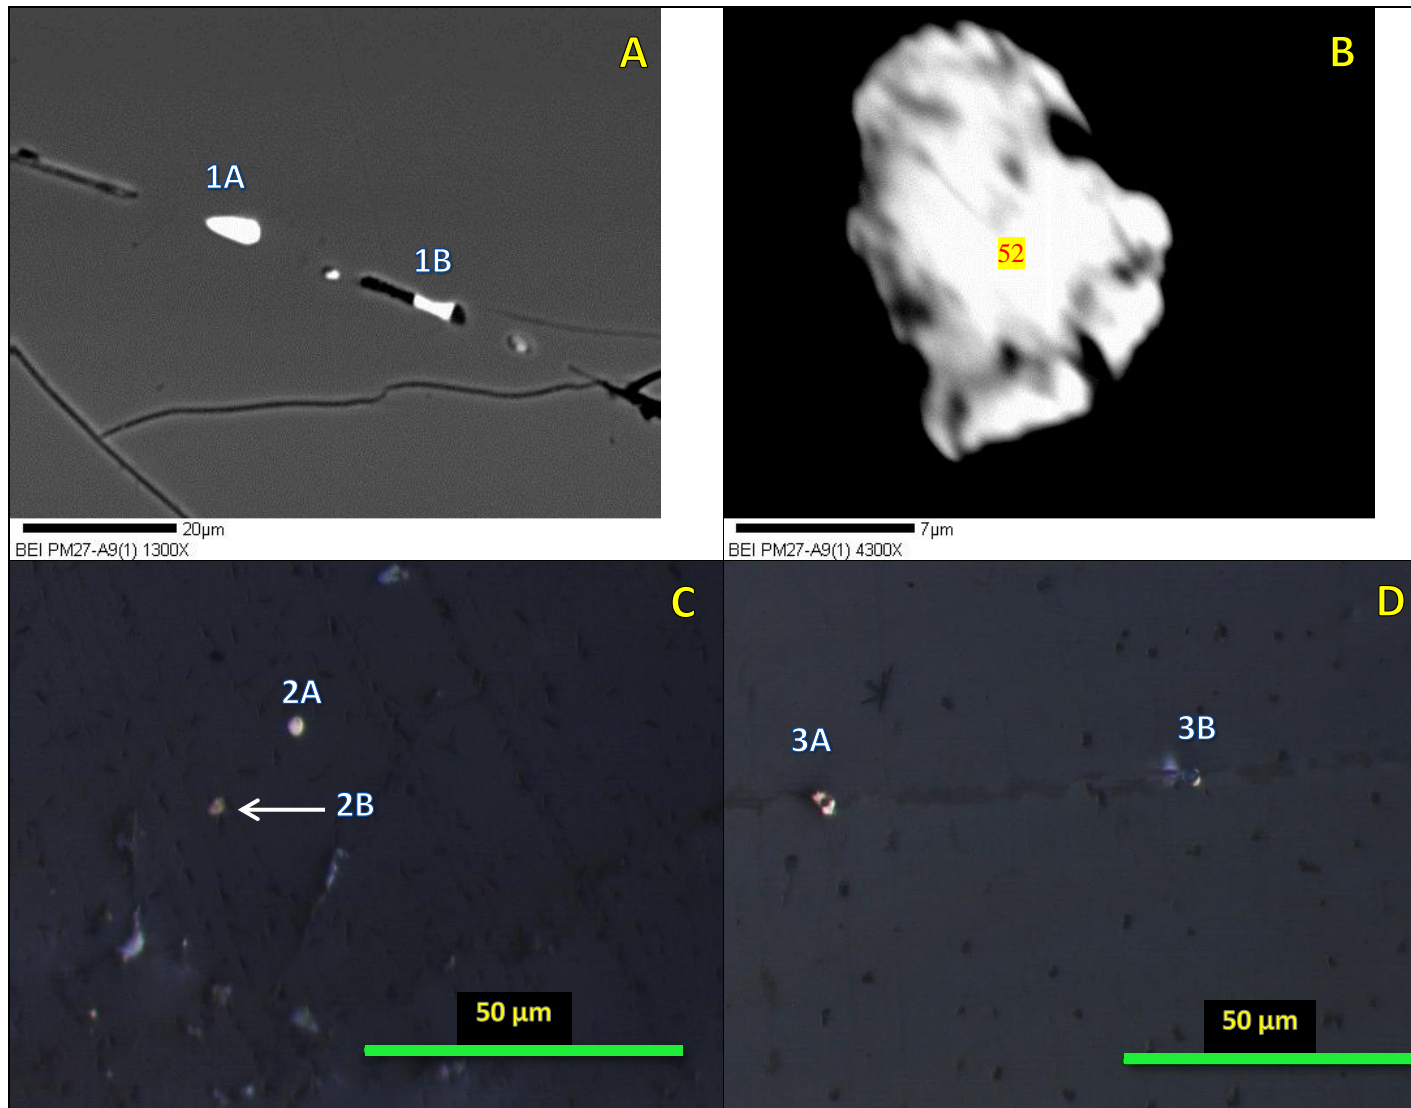 A
1A
1B
20µm
BEI PM27-A9(1) 1300X
B
52
7µm
BEI PM27-A9(1) 4300X
C
2A
2B
50 µm
D
3A
3B
50 µm